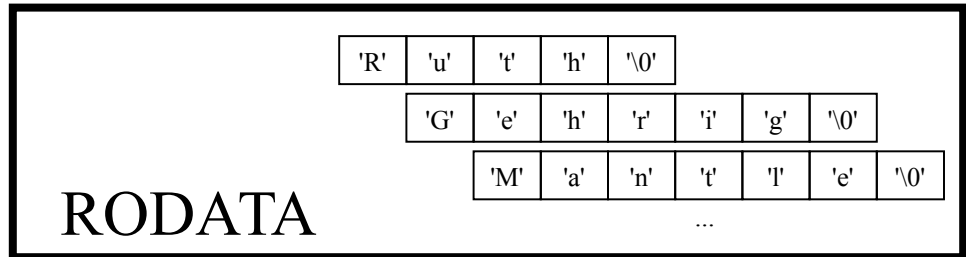 'R' 'u' 't' 'h' '\0'
'G' 'e' 'h' 'r' 'i' 'g' '\0'
'M' 'a' 'n' 't' 'l' 'e' '\0'
RODATA
...